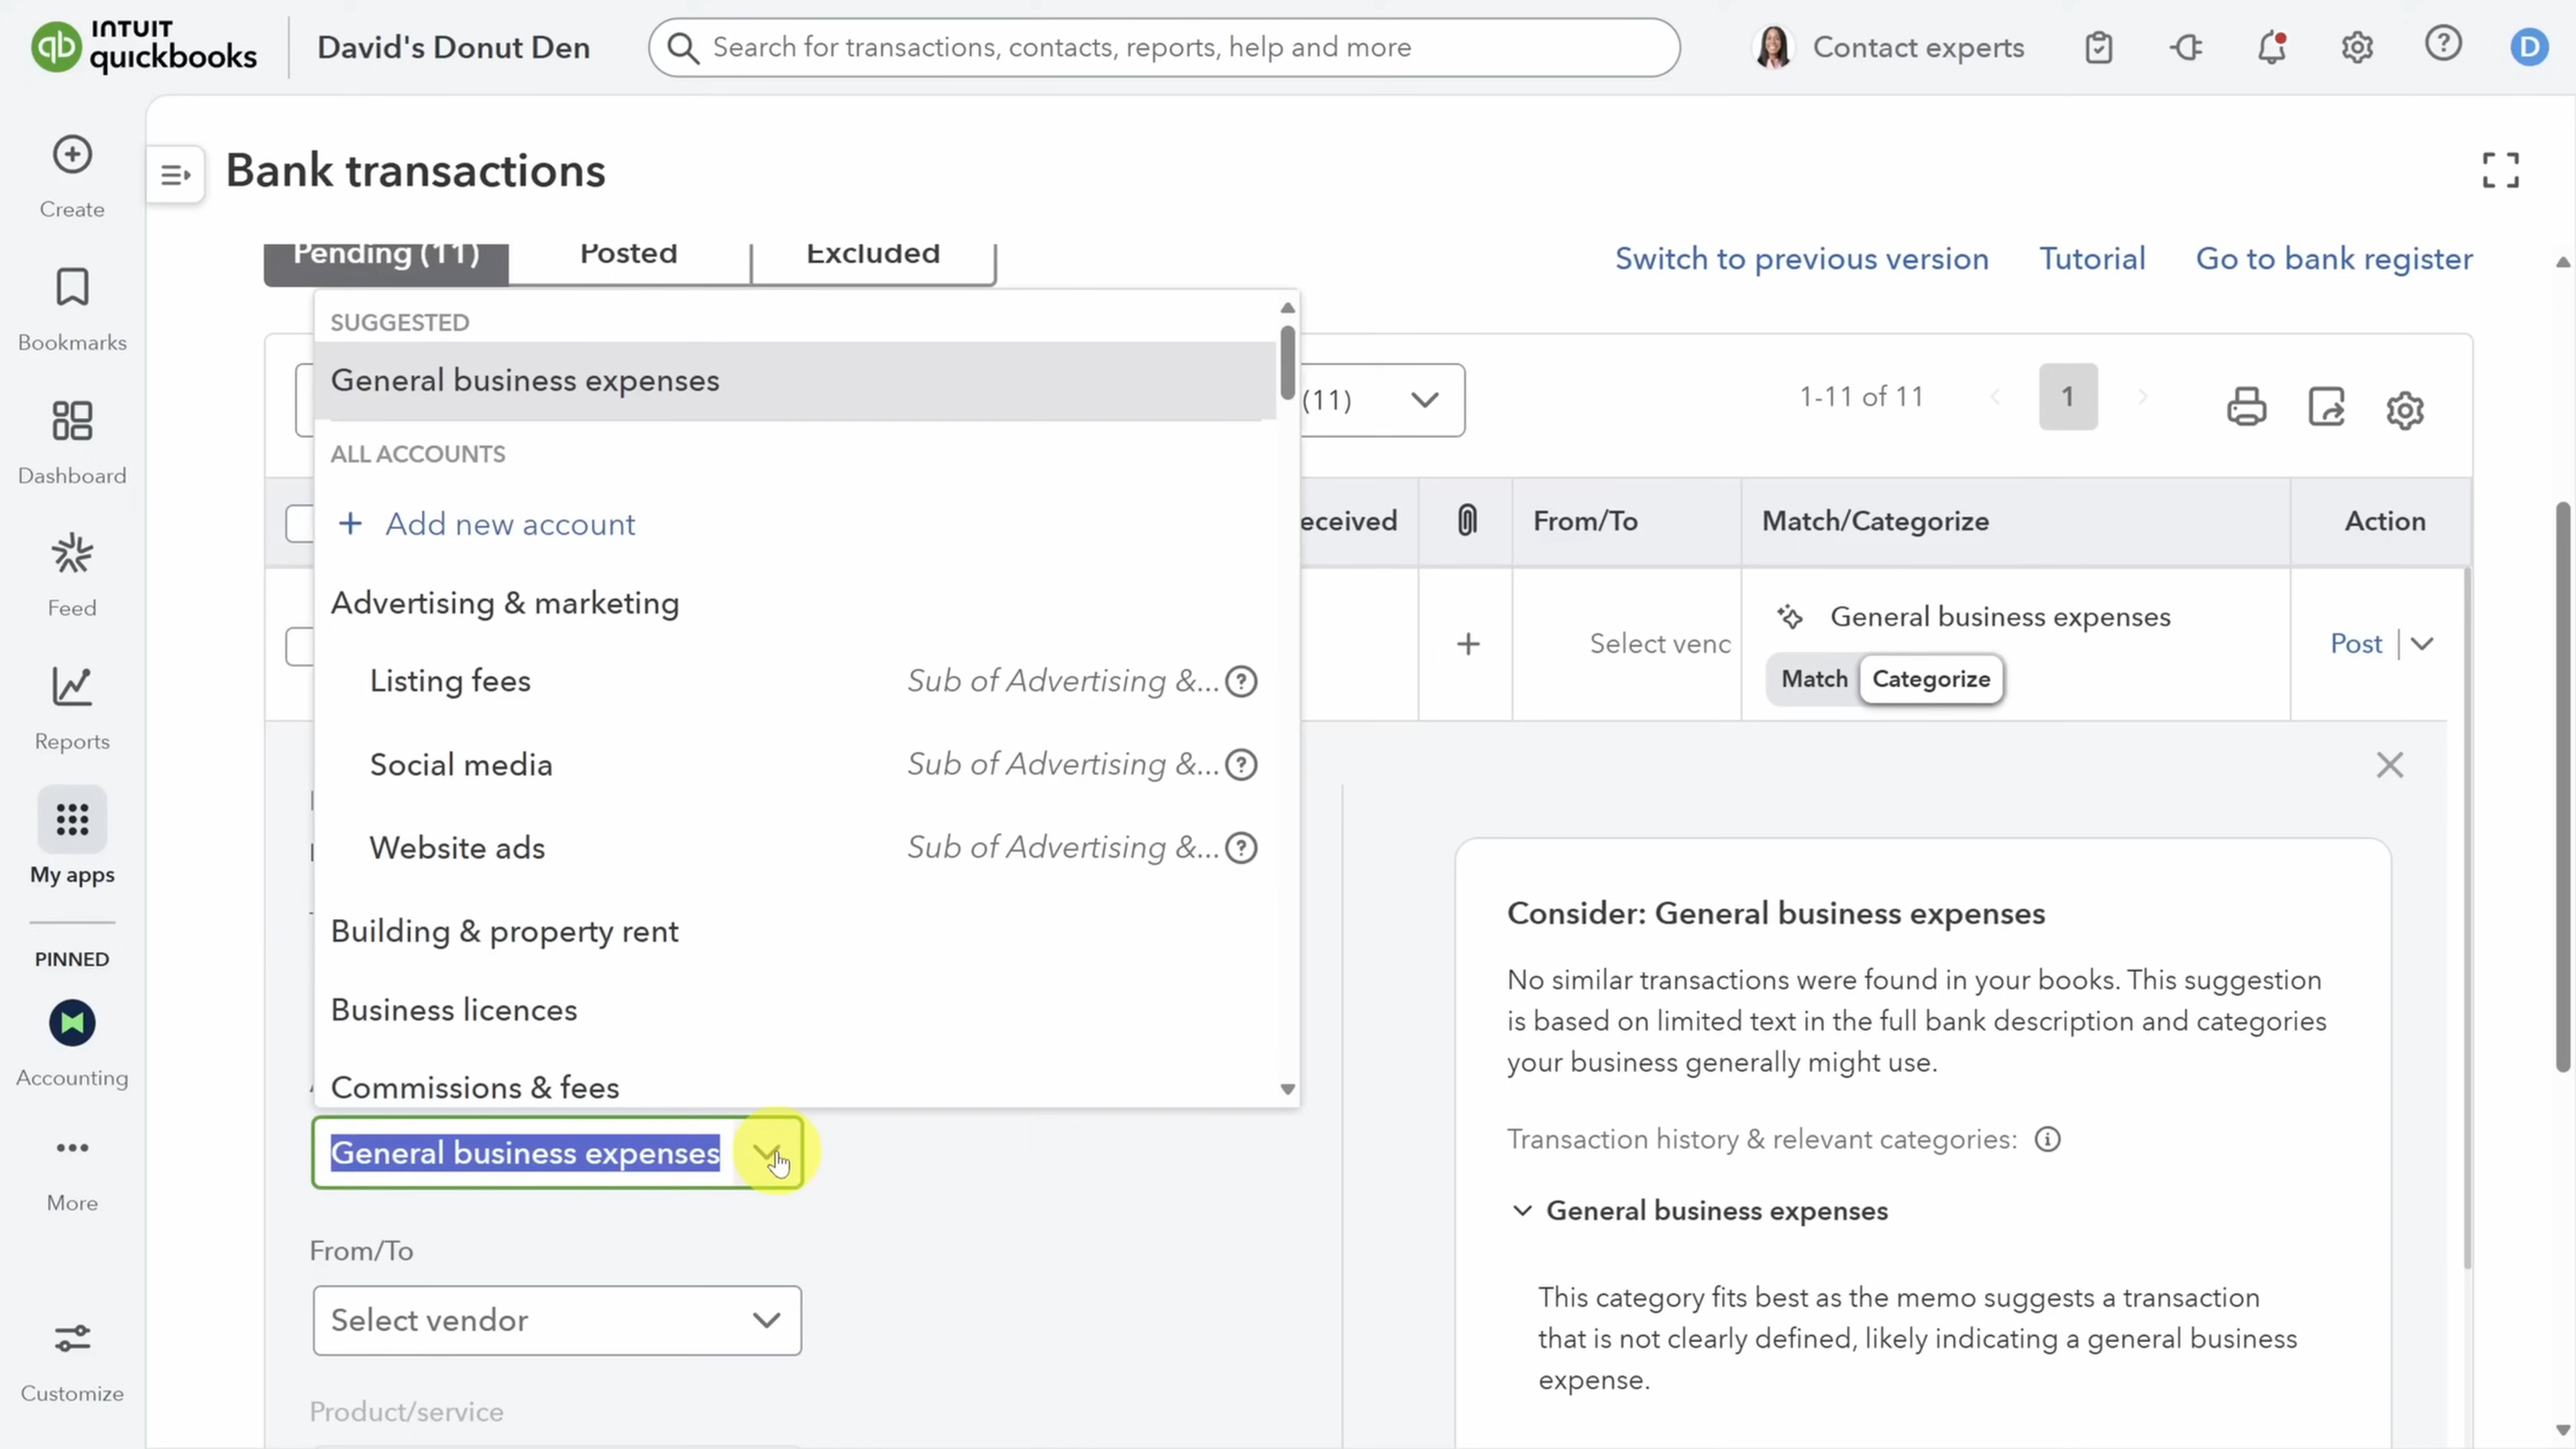 INTUIT
quickbooks
David's Donut Den
Search for transactions, contacts, reports, help and more
Contact experts
D
Create
Bookmarks
Dashboard
Feed
Reports
My apps
PINNED
Accounting
More
Customize
Bank transactions
Pending (11)
Posted
Excluded
Switch to previous version
Tutorial
Go to bank register
SUGGESTED
General business expenses
ALL ACCOUNTS
+ Add new account
Advertising & marketing
Listing fees Sub of Advertising &...
Social media Sub of Advertising &...
Website ads Sub of Advertising &...
Building & property rent
Business licences
Commissions & fees
General business expenses
From/To
Select vendor
Product/service
(11)
1-11 of 11
1
eceived
From/To
Match/Categorize
Action
Select venc
General business expenses
Match
Categorize
Post
Consider: General business expenses
No similar transactions were found in your books. This suggestion
is based on limited text in the full bank description and categories
your business generally might use.
Transaction history & relevant categories:
General business expenses
This category fits best as the memo suggests a transaction
that is not clearly defined, likely indicating a general business
expense.